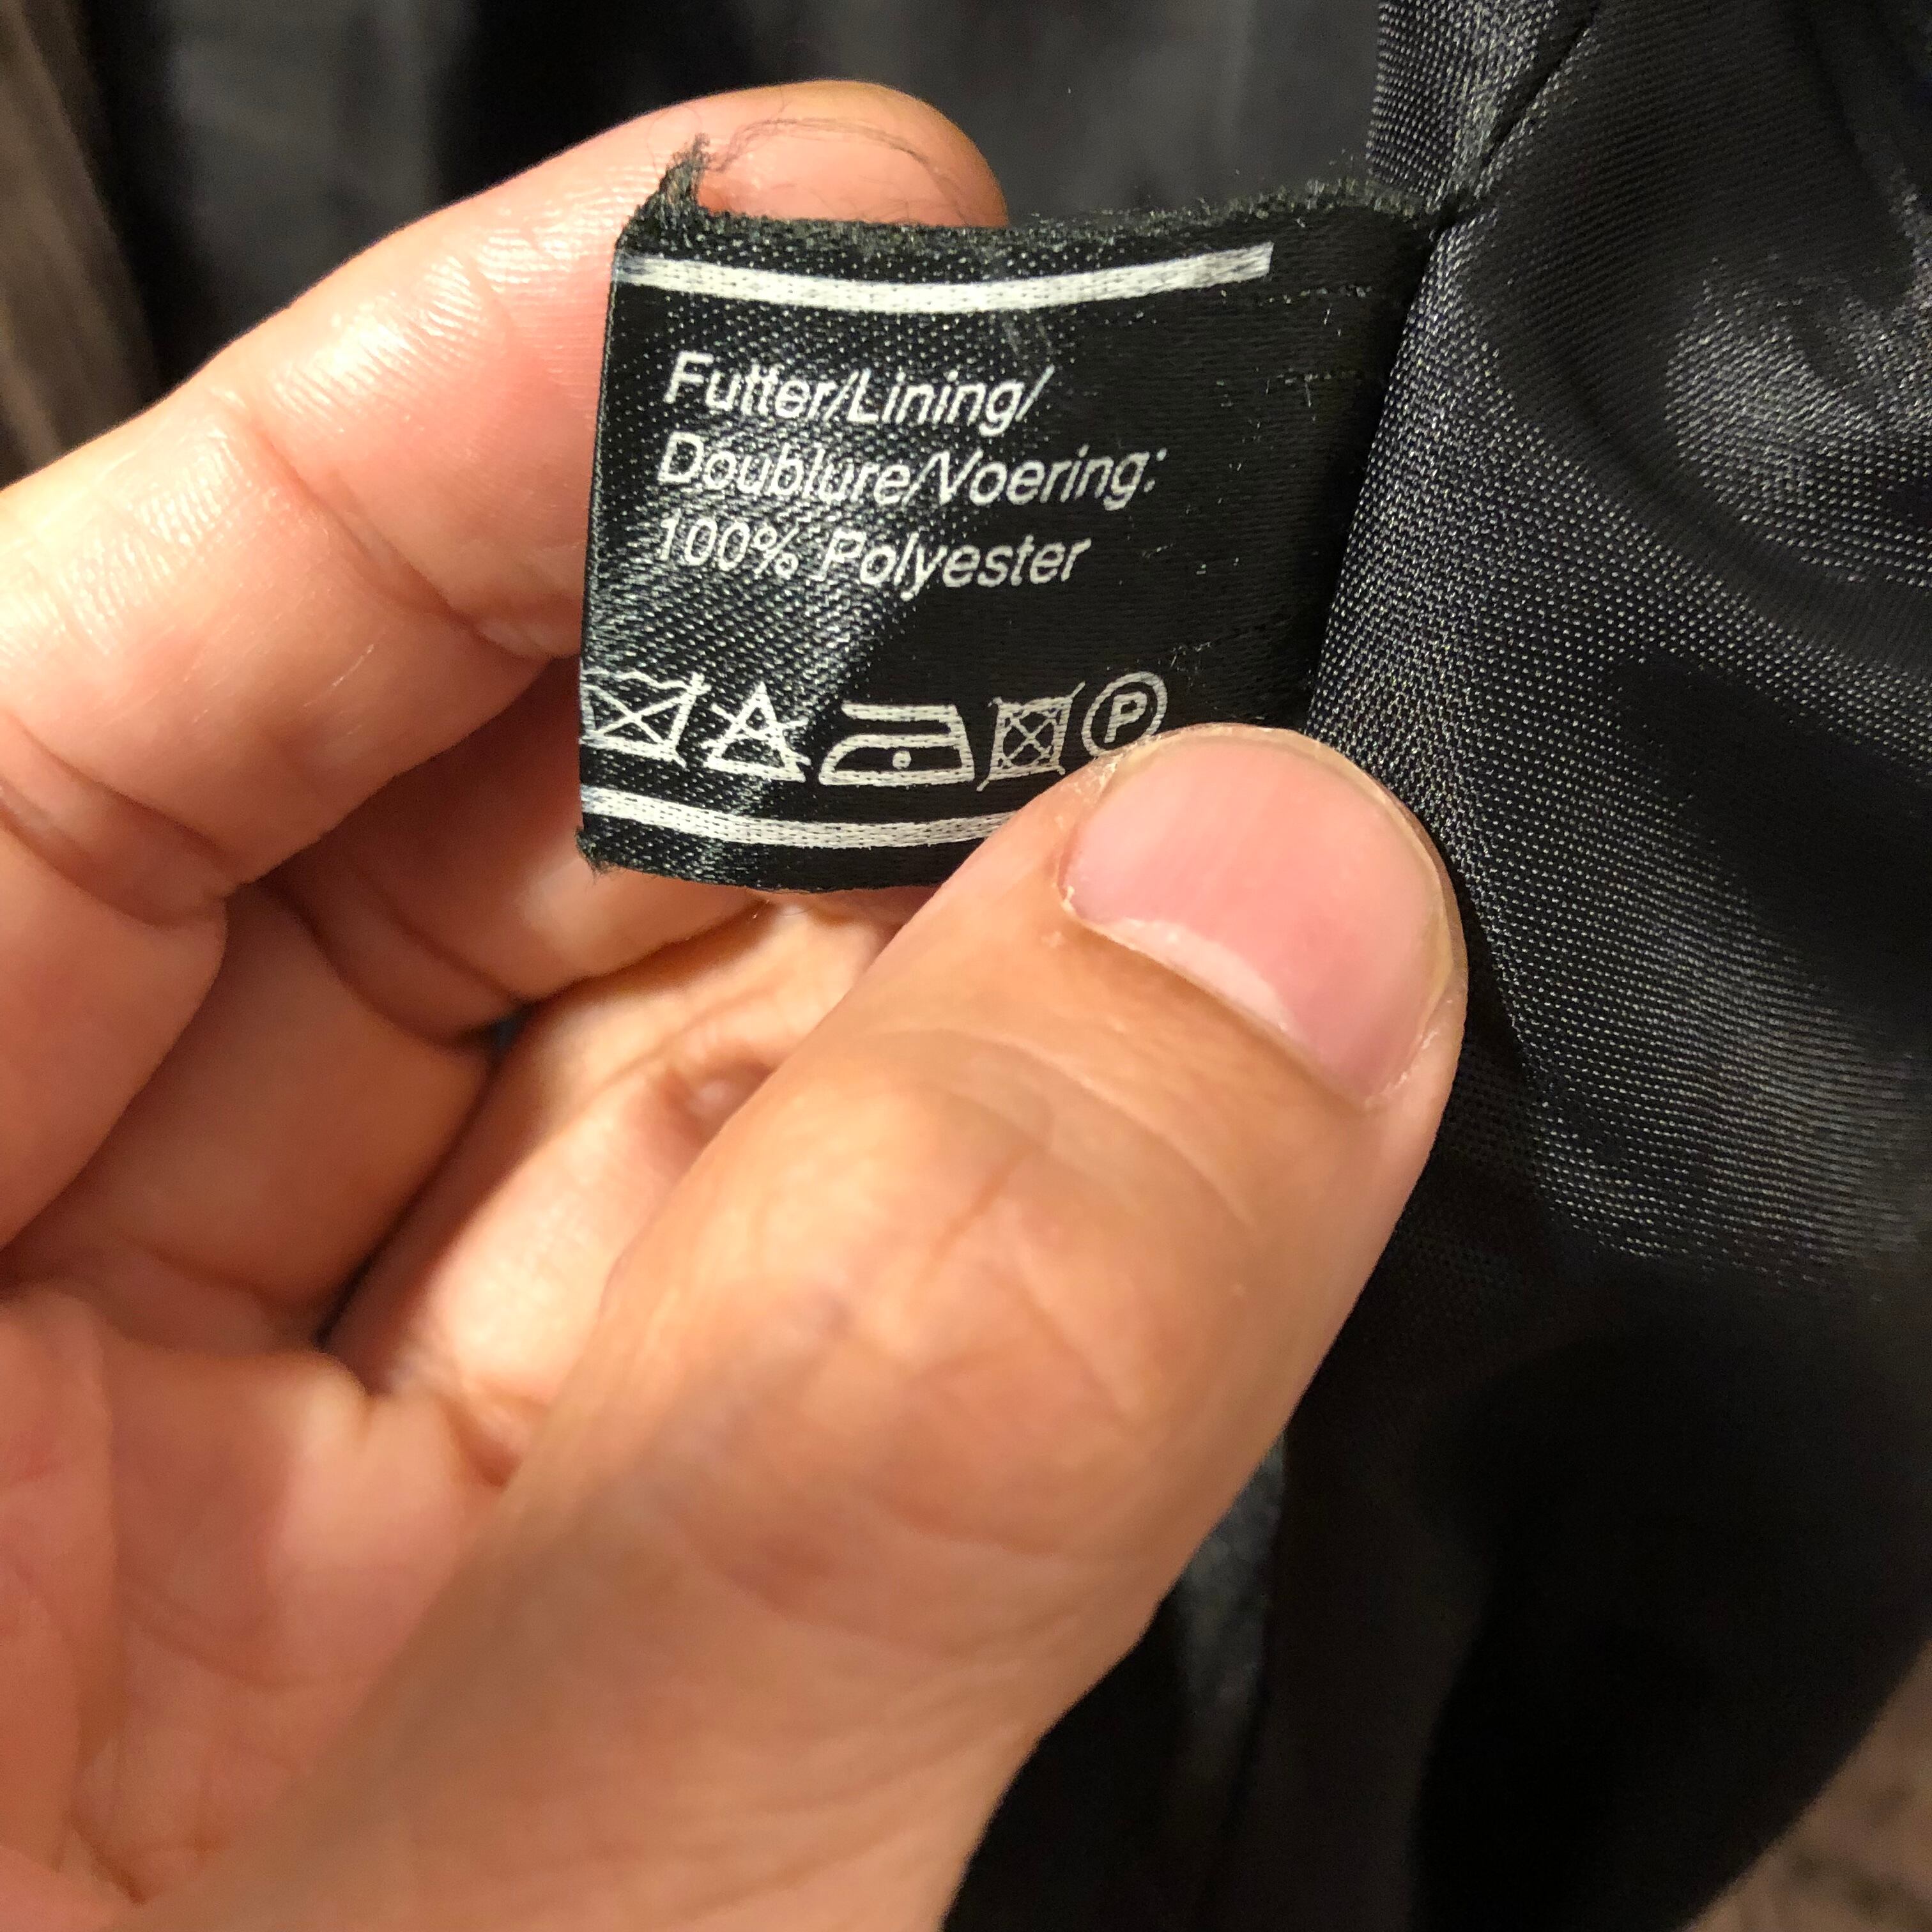 Futter/Lining/
Doublure/Voering:
100% Polyester
P